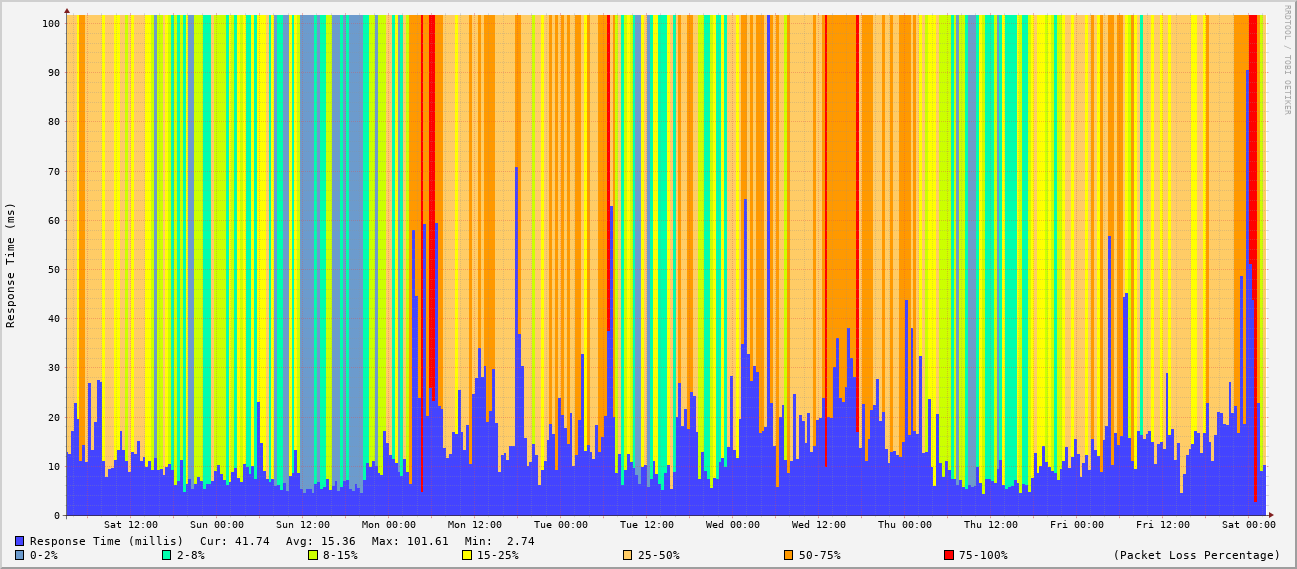 RRDTOOL / TOBI OETIKER
Response Time (ms)
100
90
80
70
60
50
40
30
20
10
0
Sat 12:00 Sun 00:00 Sun 12:00 Mon 00:00 Mon 12:00 Tue 00:00 Tue 12:00 Wed 00:00 Wed 12:00 Thu 00:00 Thu 12:00 Fri 00:00 Fri 12:00 Sat 00:00
Response Time (millis) Cur: 41.74 Avg: 15.36 Max: 101.61 Min: 2.74
0-2% 2-8% 8-15% 15-25% 25-50% 50-75% 75-100% (Packet Loss Percentage)